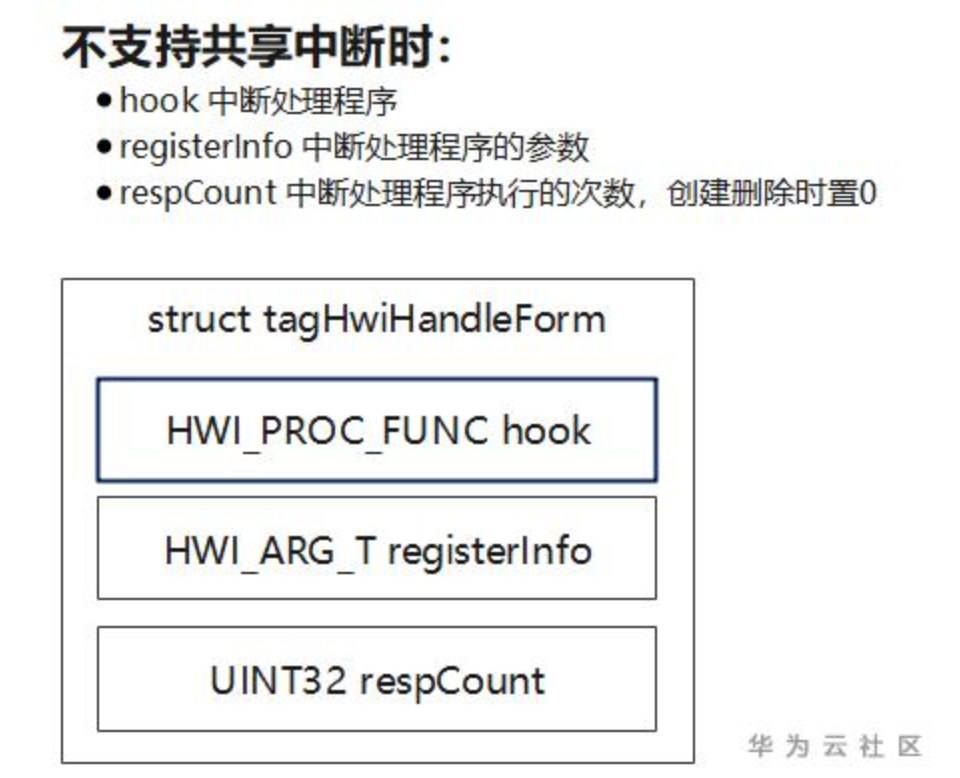 不支持共享中断时：
●hook 中断处理程序
●registerInfo 中断处理程序的参数
●respCount 中断处理程序执行的次数，创建删除时置0
struct tagHwiHandleForm
HWI_PROC_FUNC hook
HWI_ARG_T registerInfo
UINT32 respCount
华为云社区